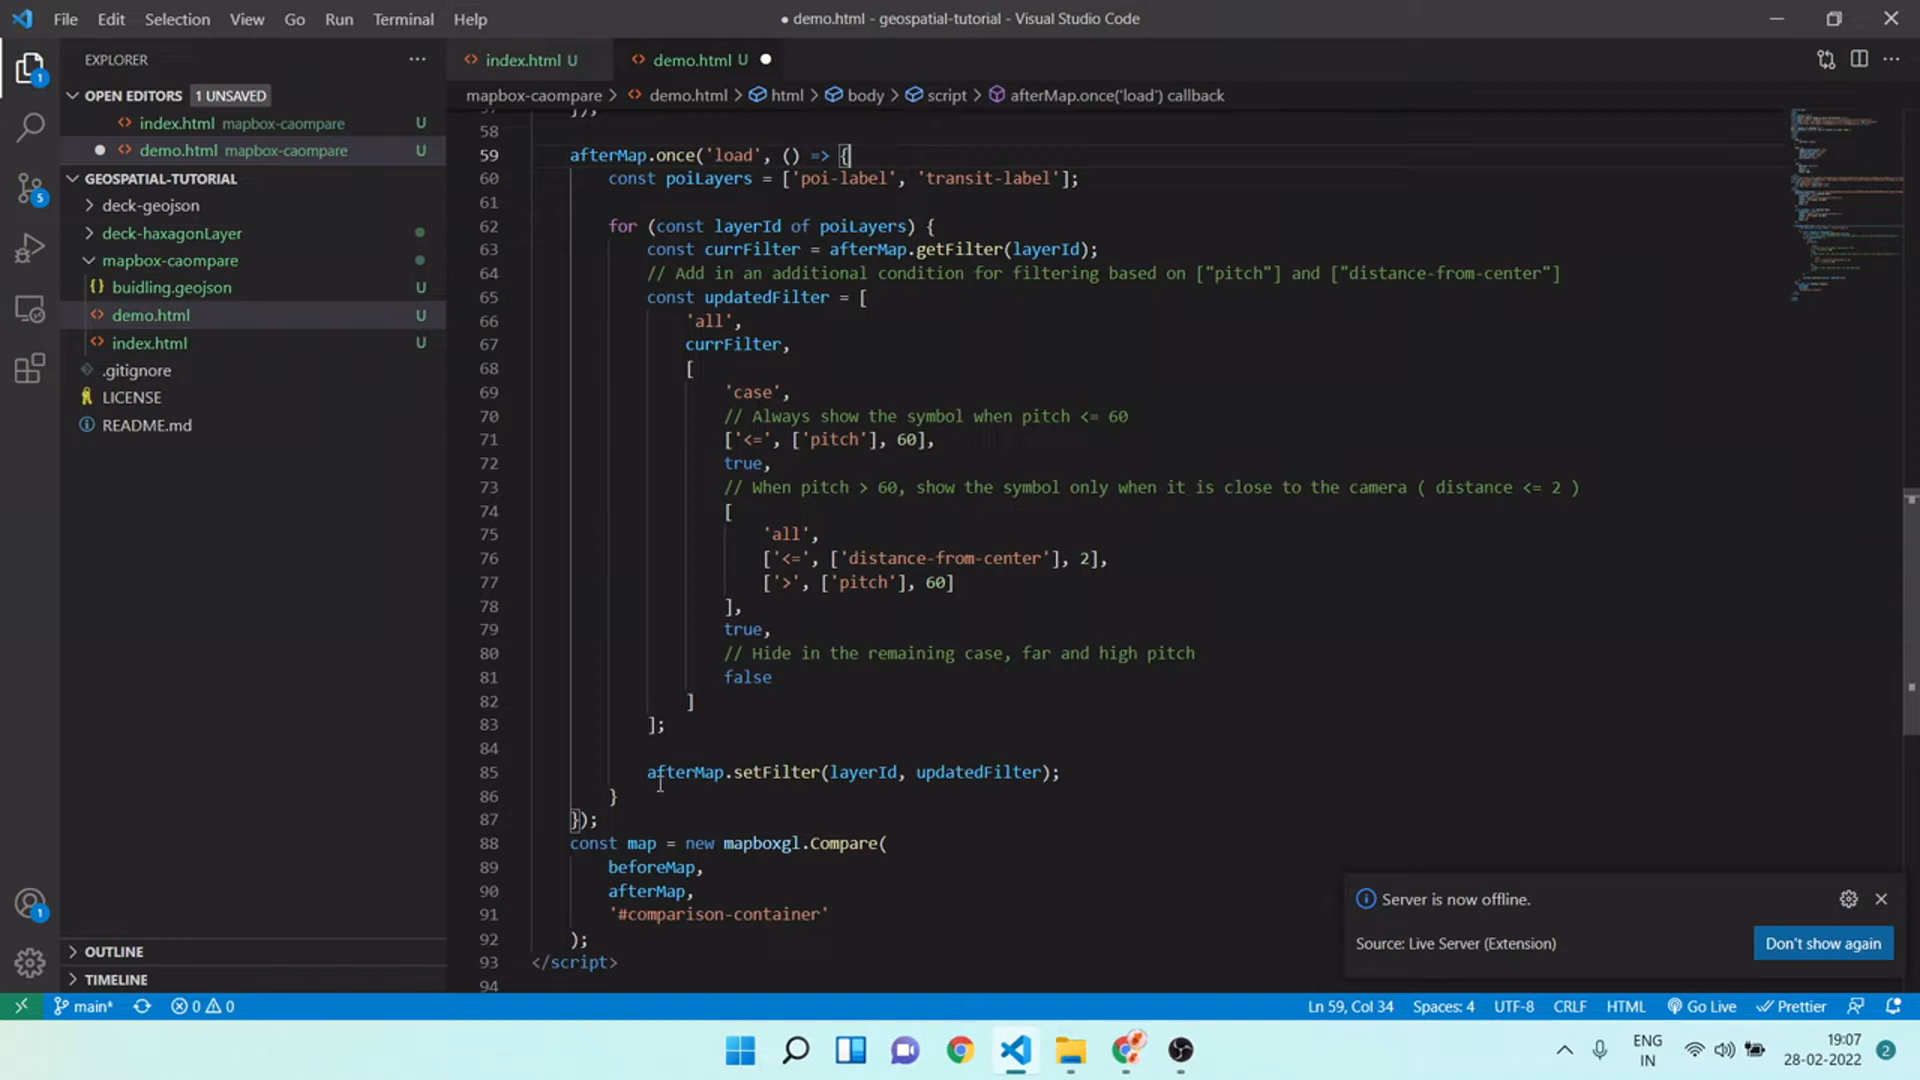 File Edit Selection View Go Run Terminal Help
● demo.html - geospatial-tutorial - Visual Studio Code
EXPLORER
OPEN EDITORS 1 UNSAVED
index.html mapbox-caompare U
demo.html mapbox-caompare U
GEOSPATIAL-TUTORIAL
deck-geojson
deck-haxagonLayer
mapbox-caompare
buidling.geojson U
demo.html U
index.html U
.gitignore
LICENSE
README.md
OUTLINE
TIMELINE
1
5
1
index.html U
demo.html U
mapbox-caompare > demo.html > html > body > script > afterMap.once('load') callback
});
58
59 afterMap.once('load', () => {
60 const poiLayers = ['poi-label', 'transit-label'];
61
62 for (const layerId of poiLayers) {
63 const currFilter = afterMap.getFilter(layerId);
64 // Add in an additional condition for filtering based on ["pitch"] and ["distance-from-center"]
65 const updatedFilter = [
66 'all',
67 currFilter,
68 [
69 'case',
70 // Always show the symbol when pitch <= 60
71 ['<=', ['pitch'], 60],
72 true,
73 // When pitch > 60, show the symbol only when it is close to the camera ( distance <= 2 )
74 [
75 'all',
76 ['<=', ['distance-from-center'], 2],
77 ['>', ['pitch'], 60]
78 ],
79 true,
80 // Hide in the remaining case, far and high pitch
81 false
82 ]
83 ];
84
85 afterMap.setFilter(layerId, updatedFilter);
86 }
87 });
88 const map = new mapboxgl.Compare(
89 beforeMap,
90 afterMap,
91 '#comparison-container'
92 );
93 </script>
94
Server is now offline.
Source: Live Server (Extension)
Don't show again
main* 0 0
Ln 59, Col 34 Spaces: 4 UTF-8 CRLF HTML Go Live Prettier
ENG
IN
19:07
28-02-2022
2